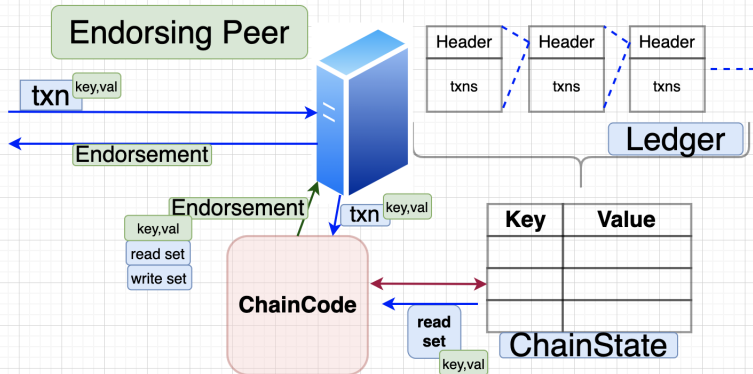 Endorsing Peer
txn key,val
Endorsement
Header
Header
Header
txns
txns
txns
Ledger
Endorsement
key,val
read set
write set
txn key,val
ChainCode
Key Value
read
set
key,val
ChainState